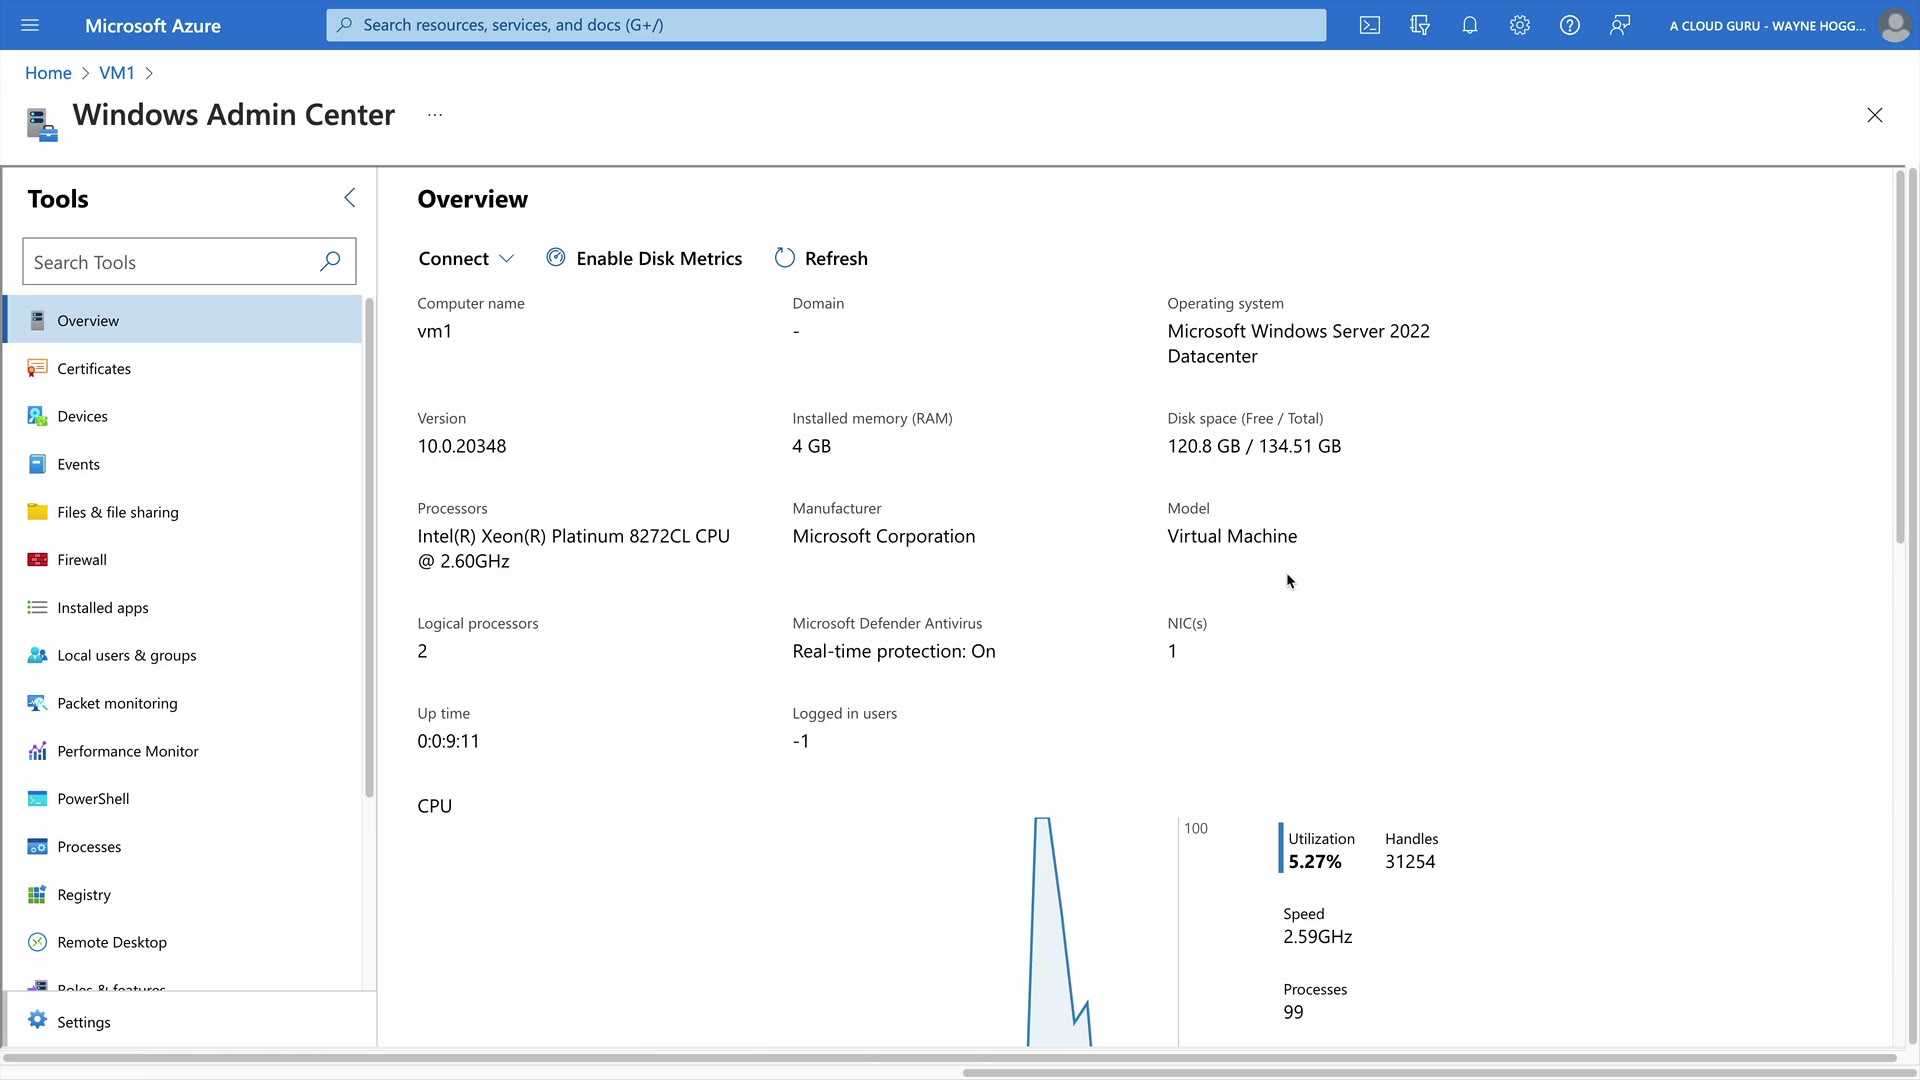 Microsoft Azure
Search resources, services, and docs (G+/)
A CLOUD GURU - WAYNE HOGG...
Home > VM1 >
Windows Admin Center ...
Tools
Search Tools
Overview
Certificates
Devices
Events
Files & file sharing
Firewall
Installed apps
Local users & groups
Packet monitoring
Performance Monitor
PowerShell
Processes
Registry
Remote Desktop
Roles & features
Settings
Overview
Connect
Enable Disk Metrics
Refresh
Computer name
vm1
Domain
-
Operating system
Microsoft Windows Server 2022
Datacenter
Version
10.0.20348
Installed memory (RAM)
4 GB
Disk space (Free / Total)
120.8 GB / 134.51 GB
Processors
Intel(R) Xeon(R) Platinum 8272CL CPU
@ 2.60GHz
Manufacturer
Microsoft Corporation
Model
Virtual Machine
Logical processors
2
Microsoft Defender Antivirus
Real-time protection: On
NIC(s)
1
Up time
0:0:9:11
Logged in users
-1
CPU
100
Utilization
5.27%
Handles
31254
Speed
2.59GHz
Processes
99